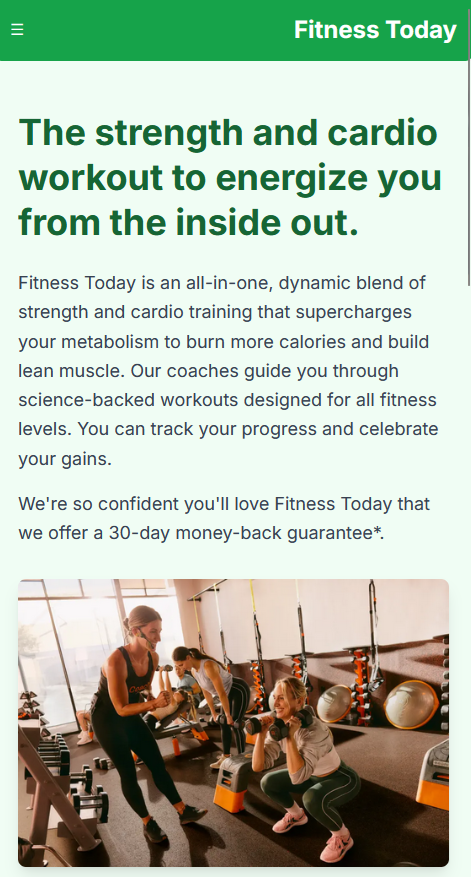 ☰ Fitness Today
The strength and cardio
workout to energize you
from the inside out.
Fitness Today is an all-in-one, dynamic blend of
strength and cardio training that supercharges
your metabolism to burn more calories and build
lean muscle. Our coaches guide you through
science-backed workouts designed for all fitness
levels. You can track your progress and celebrate
your gains.
We're so confident you'll love Fitness Today that
we offer a 30-day money-back guarantee*.